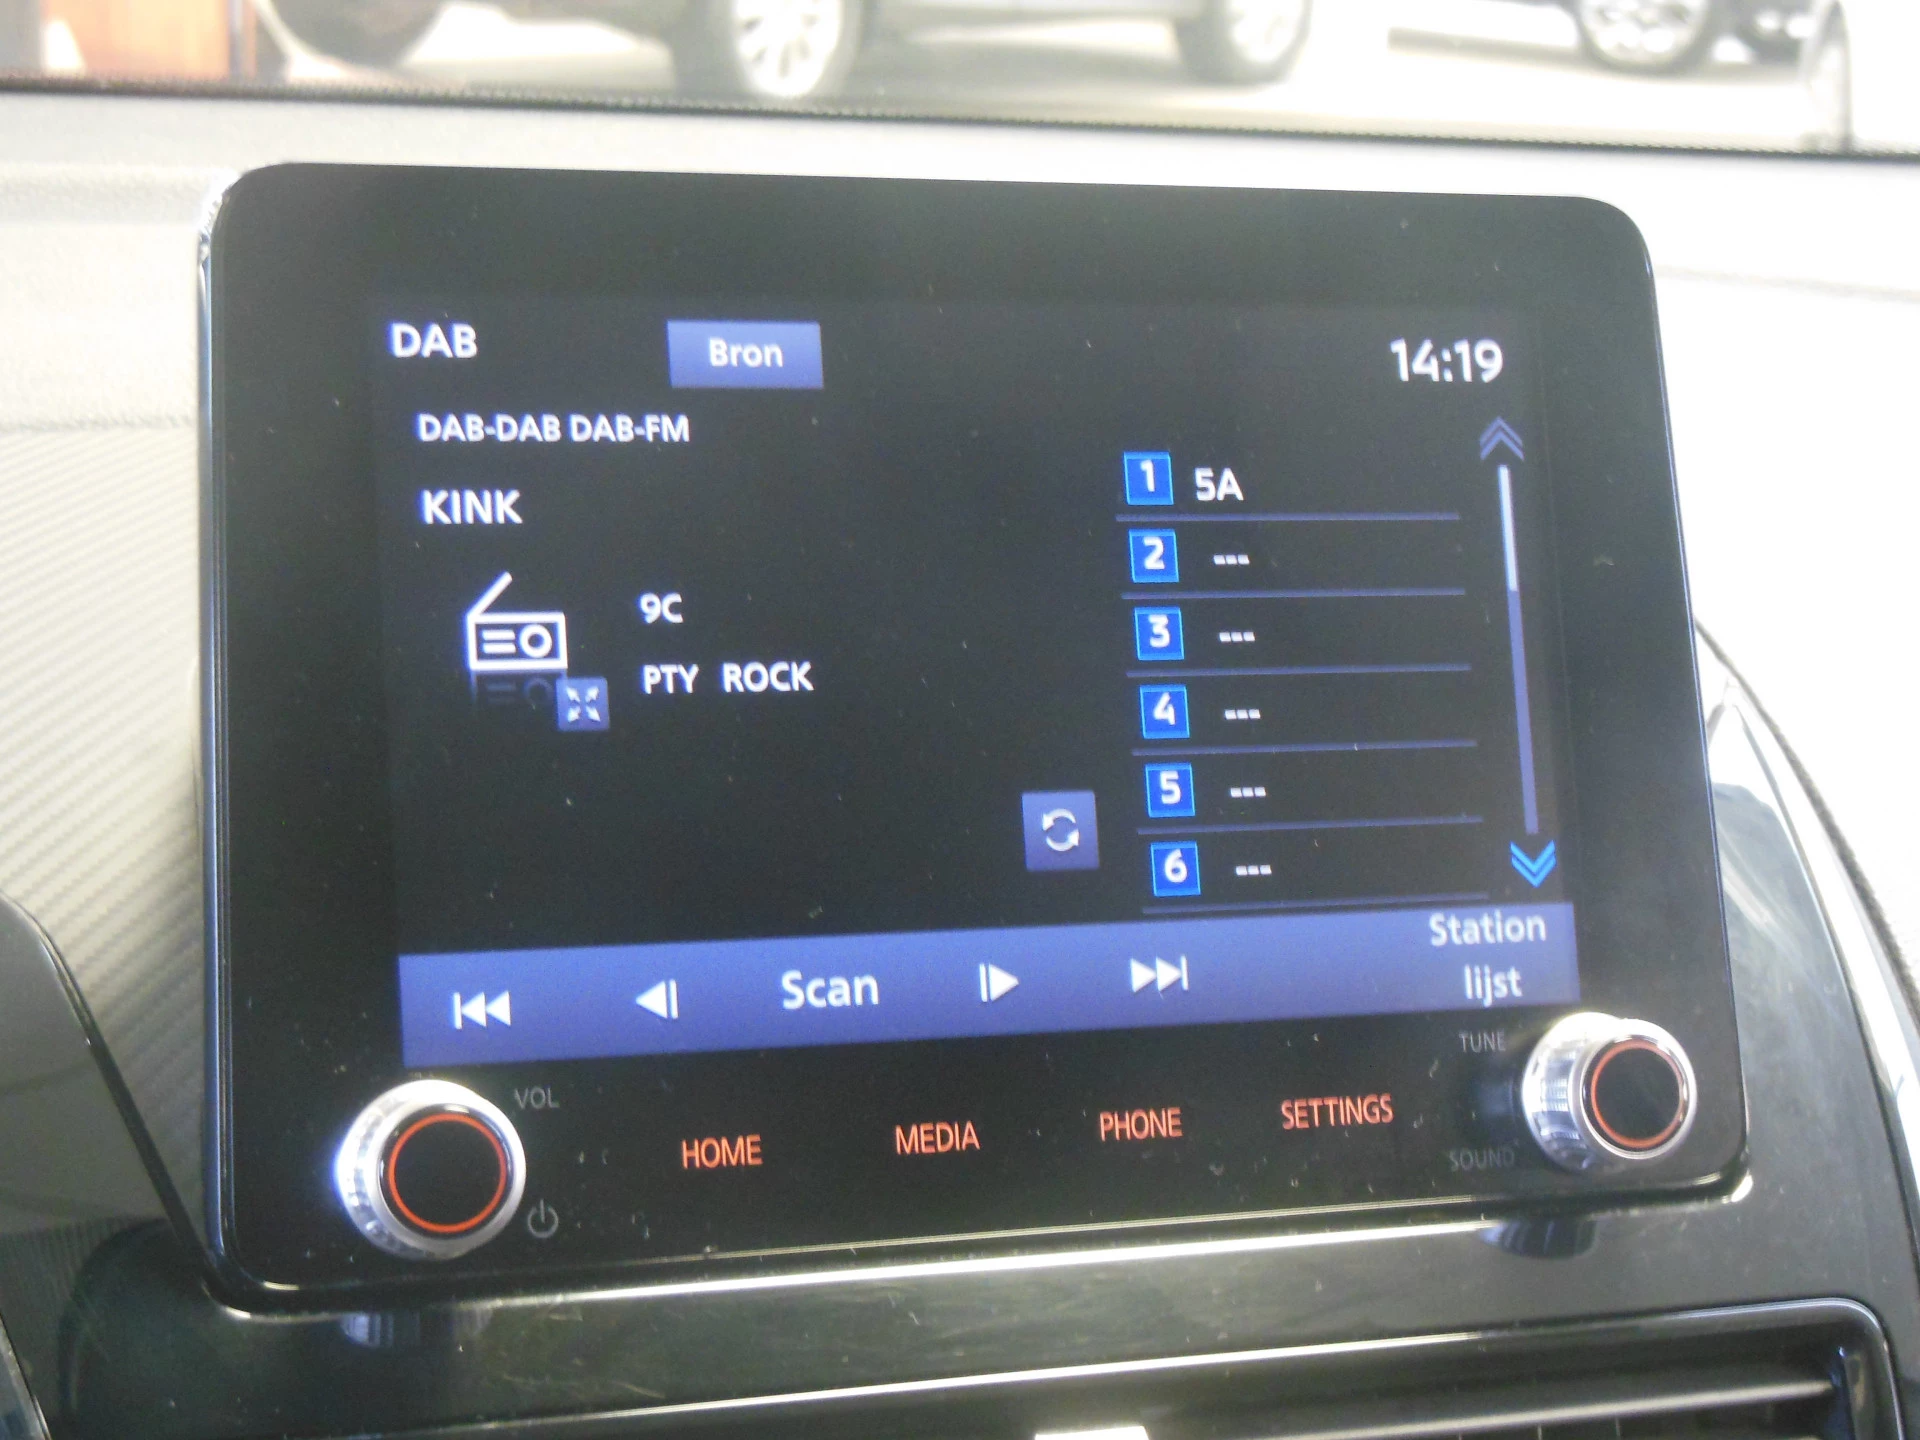 DAB Bron 14:19
DAB-DAB DAB-FM
KINK
9C
PTY ROCK
1 5A
2 ---
3 ---
4 ---
5 ---
6 ---
Scan
Station
lijst
VOL
TUNE
HOME MEDIA PHONE SETTINGS
SOUND